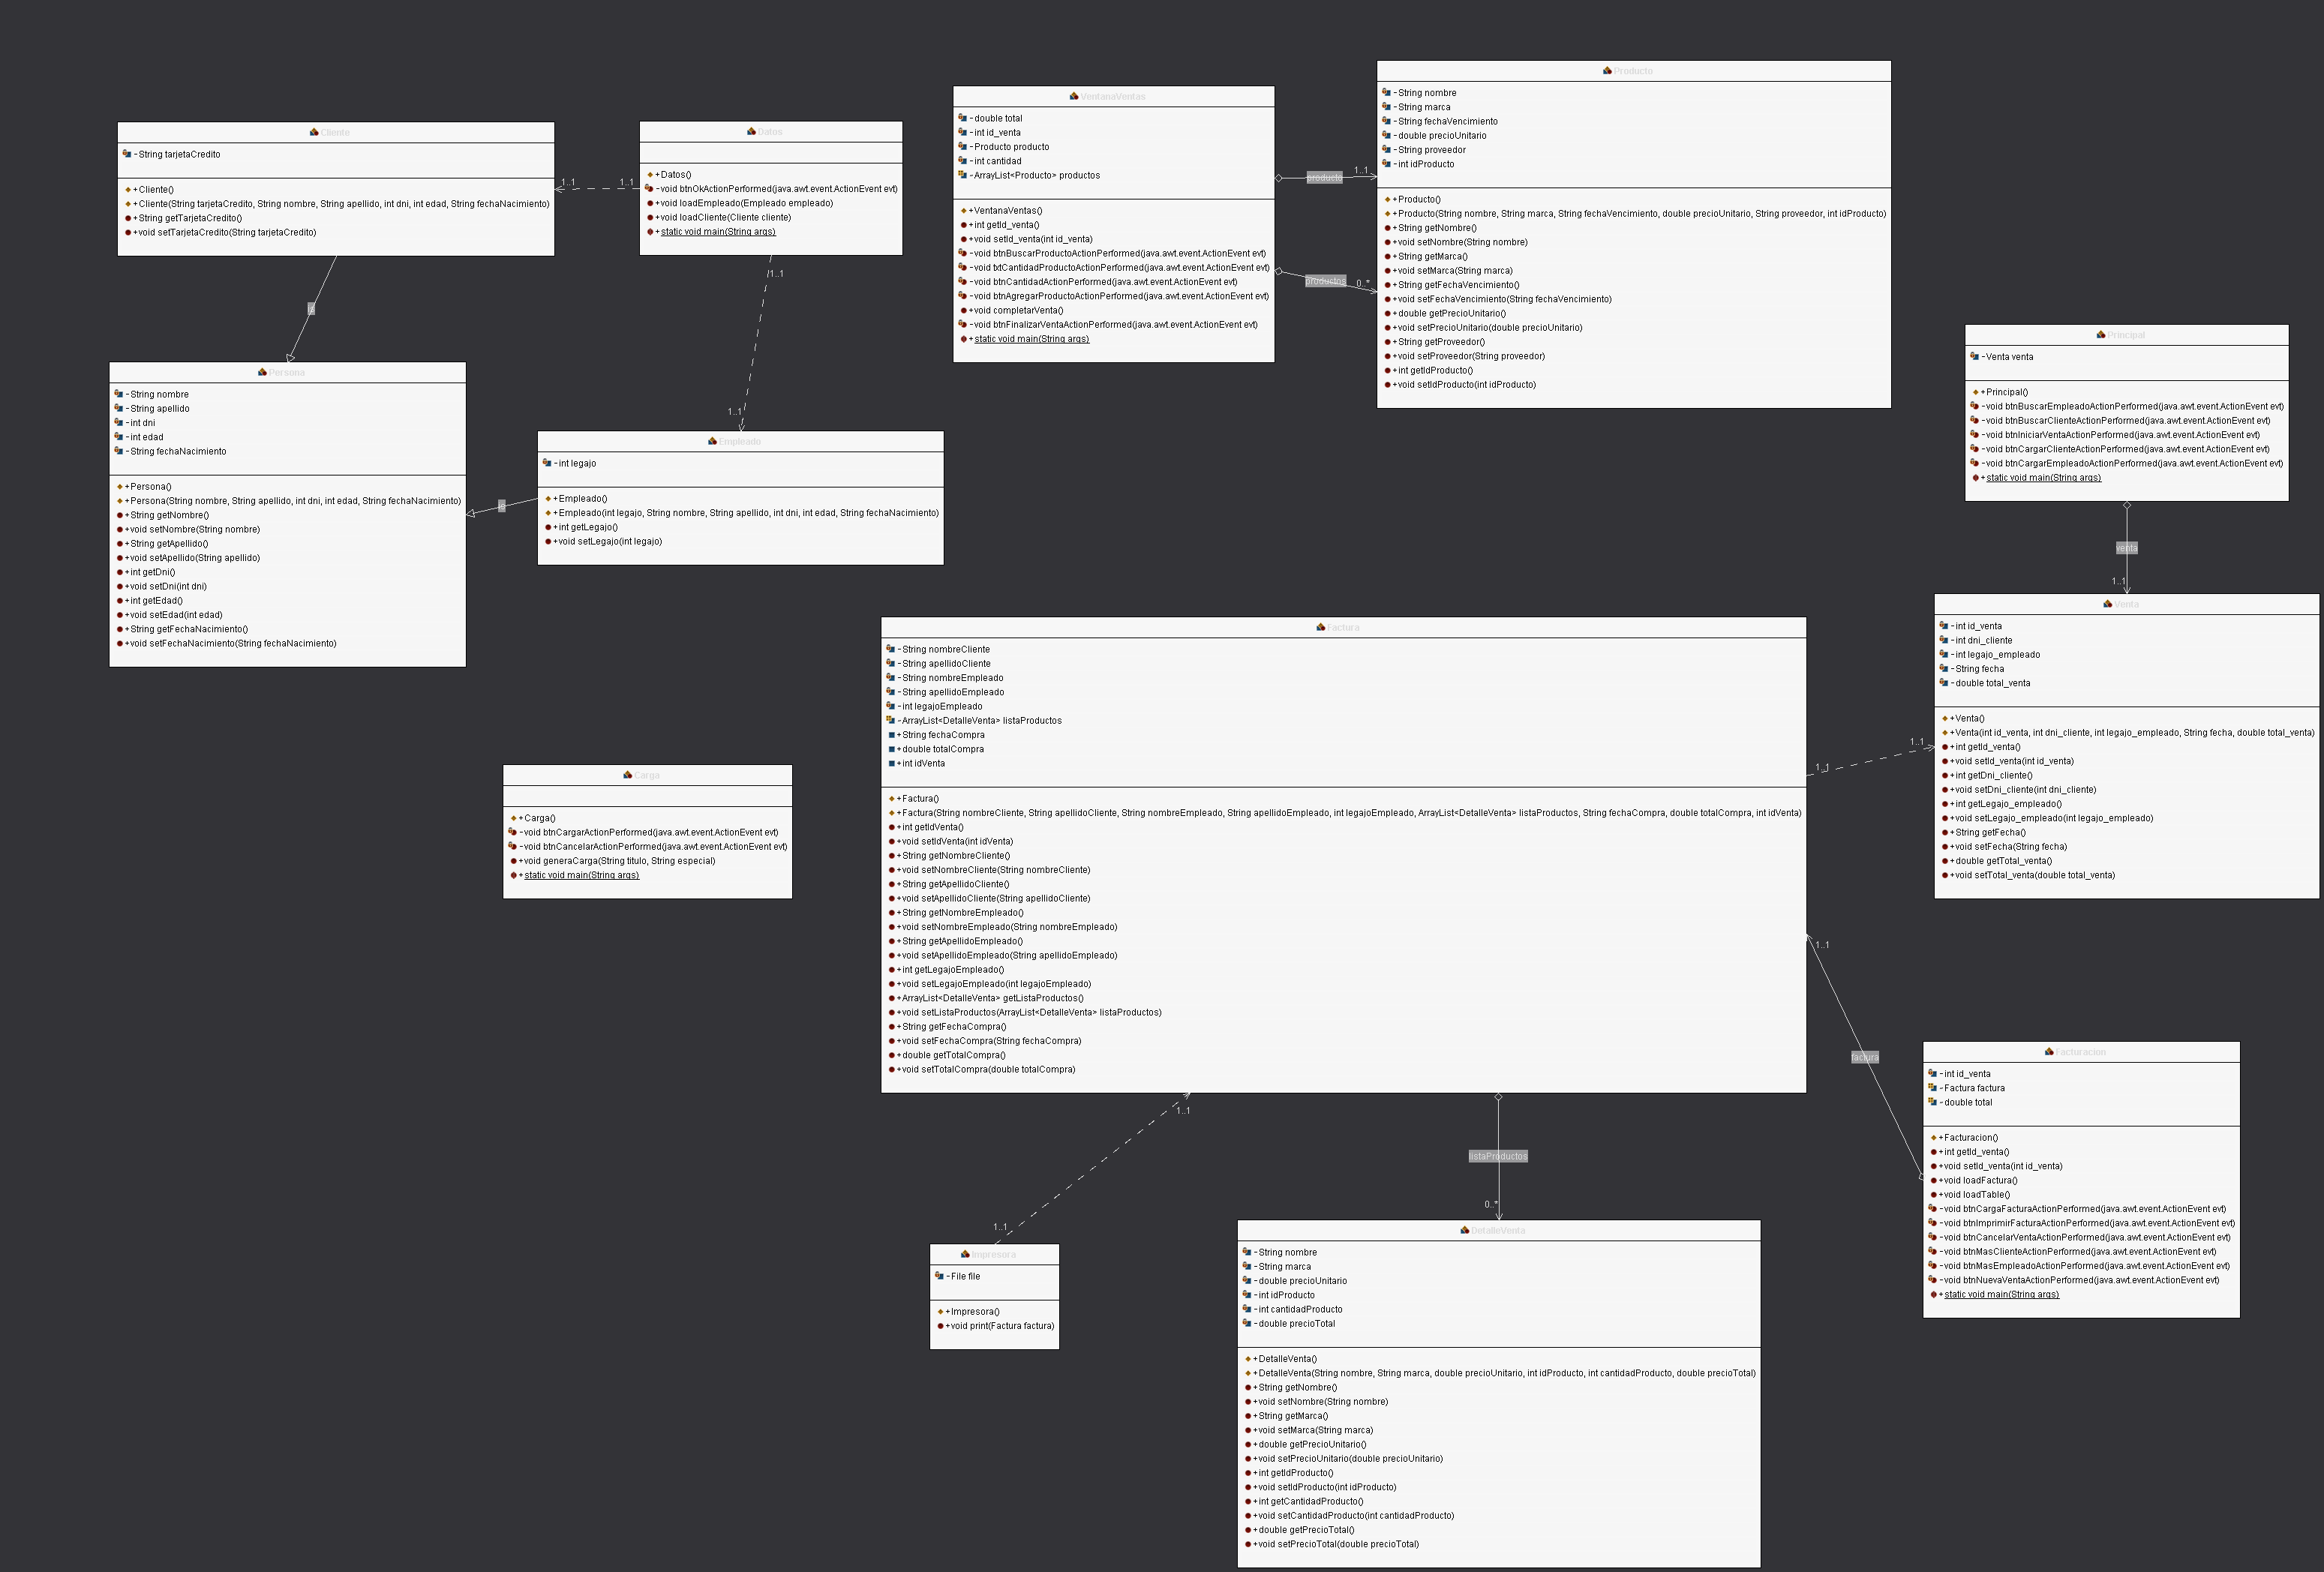 Cliente
-String tarjetaCredito
+Cliente()
+Cliente(String tarjetaCredito, String nombre, String apellido, int dni, int edad, String fechaNacimiento)
+String getTarjetaCredito()
+void setTarjetaCredito(String tarjetaCredito)
1..1
1..1
Datos
+Datos()
-void btnOkActionPerformed(java.awt.event.ActionEvent evt)
+void loadEmpleado(Empleado empleado)
+void loadCliente(Cliente cliente)
+static void main(String args)
1..1
1..1
is
Persona
-String nombre
-String apellido
-int dni
-int edad
-String fechaNacimiento
+Persona()
+Persona(String nombre, String apellido, int dni, int edad, String fechaNacimiento)
+String getNombre()
+void setNombre(String nombre)
+String getApellido()
+void setApellido(String apellido)
+int getDni()
+void setDni(int dni)
+int getEdad()
+void setEdad(int edad)
+String getFechaNacimiento()
+void setFechaNacimiento(String fechaNacimiento)
is
Empleado
-int legajo
+Empleado()
+Empleado(int legajo, String nombre, String apellido, int dni, int edad, String fechaNacimiento)
+int getLegajo()
+void setLegajo(int legajo)
VentanaVentas
-double total
-int id_venta
-Producto producto
-int cantidad
-ArrayList<Producto> productos
+VentanaVentas()
+int getId_venta()
+void setId_venta(int id_venta)
-void btnBuscarProductoActionPerformed(java.awt.event.ActionEvent evt)
-void txtCantidadProductoActionPerformed(java.awt.event.ActionEvent evt)
-void btnCantidadActionPerformed(java.awt.event.ActionEvent evt)
-void btnAgregarProductoActionPerformed(java.awt.event.ActionEvent evt)
+void completarVenta()
-void btnFinalizarVentaActionPerformed(java.awt.event.ActionEvent evt)
+static void main(String args)
producto
1..1
productos
0..*
Producto
-String nombre
-String marca
-String fechaVencimiento
-double precioUnitario
-String proveedor
-int idProducto
+Producto()
+Producto(String nombre, String marca, String fechaVencimiento, double precioUnitario, String proveedor, int idProducto)
+String getNombre()
+void setNombre(String nombre)
+String getMarca()
+void setMarca(String marca)
+String getFechaVencimiento()
+void setFechaVencimiento(String fechaVencimiento)
+double getPrecioUnitario()
+void setPrecioUnitario(double precioUnitario)
+String getProveedor()
+void setProveedor(String proveedor)
+int getIdProducto()
+void setIdProducto(int idProducto)
Principal
-Venta venta
+Principal()
-void btnBuscarEmpleadoActionPerformed(java.awt.event.ActionEvent evt)
-void btnBuscarClienteActionPerformed(java.awt.event.ActionEvent evt)
-void btnIniciarVentaActionPerformed(java.awt.event.ActionEvent evt)
-void btnCargarClienteActionPerformed(java.awt.event.ActionEvent evt)
-void btnCargarEmpleadoActionPerformed(java.awt.event.ActionEvent evt)
+static void main(String args)
venta
1..1
Venta
-int id_venta
-int dni_cliente
-int legajo_empleado
-String fecha
-double total_venta
+Venta()
+Venta(int id_venta, int dni_cliente, int legajo_empleado, String fecha, double total_venta)
+int getId_venta()
+void setId_venta(int id_venta)
+int getDni_cliente()
+void setDni_cliente(int dni_cliente)
+int getLegajo_empleado()
+void setLegajo_empleado(int legajo_empleado)
+String getFecha()
+void setFecha(String fecha)
+double getTotal_venta()
+void setTotal_venta(double total_venta)
Factura
-String nombreCliente
-String apellidoCliente
-String nombreEmpleado
-String apellidoEmpleado
-int legajoEmpleado
~ArrayList<DetalleVenta> listaProductos
+String fechaCompra
+double totalCompra
+int idVenta
+Factura()
+Factura(String nombreCliente, String apellidoCliente, String nombreEmpleado, String apellidoEmpleado, int legajoEmpleado, ArrayList<DetalleVenta> listaProductos, String fechaCompra, double totalCompra, int idVenta)
+int getIdVenta()
+void setIdVenta(int idVenta)
+String getNombreCliente()
+void setNombreCliente(String nombreCliente)
+String getApellidoCliente()
+void setApellidoCliente(String apellidoCliente)
+String getNombreEmpleado()
+void setNombreEmpleado(String nombreEmpleado)
+String getApellidoEmpleado()
+void setApellidoEmpleado(String apellidoEmpleado)
+int getLegajoEmpleado()
+void setLegajoEmpleado(int legajoEmpleado)
+ArrayList<DetalleVenta> getListaProductos()
+void setListaProductos(ArrayList<DetalleVenta> listaProductos)
+String getFechaCompra()
+void setFechaCompra(String fechaCompra)
+double getTotalCompra()
+void setTotalCompra(double totalCompra)
1..1
1..1
1..1
factura
Carga
+Carga()
-void btnCargarActionPerformed(java.awt.event.ActionEvent evt)
-void btnCancelarActionPerformed(java.awt.event.ActionEvent evt)
+void generaCarga(String titulo, String especial)
+static void main(String args)
Facturacion
-int id_venta
~Factura factura
~double total
+Facturacion()
+int getId_venta()
+void setId_venta(int id_venta)
+void loadFactura()
+void loadTable()
-void btnCargaFacturaActionPerformed(java.awt.event.ActionEvent evt)
-void btnImprimirFacturaActionPerformed(java.awt.event.ActionEvent evt)
-void btnCancelarVentaActionPerformed(java.awt.event.ActionEvent evt)
-void btnMasClienteActionPerformed(java.awt.event.ActionEvent evt)
-void btnMasEmpleadoActionPerformed(java.awt.event.ActionEvent evt)
-void btnNuevaVentaActionPerformed(java.awt.event.ActionEvent evt)
+static void main(String args)
1..1
1..1
listaProductos
0..*
Impresora
-File file
+Impresora()
+void print(Factura factura)
DetalleVenta
-String nombre
-String marca
-double precioUnitario
-int idProducto
-int cantidadProducto
-double precioTotal
+DetalleVenta()
+DetalleVenta(String nombre, String marca, double precioUnitario, int idProducto, int cantidadProducto, double precioTotal)
+String getNombre()
+void setNombre(String nombre)
+String getMarca()
+void setMarca(String marca)
+double getPrecioUnitario()
+void setPrecioUnitario(double precioUnitario)
+int getIdProducto()
+void setIdProducto(int idProducto)
+int getCantidadProducto()
+void setCantidadProducto(int cantidadProducto)
+double getPrecioTotal()
+void setPrecioTotal(double precioTotal)